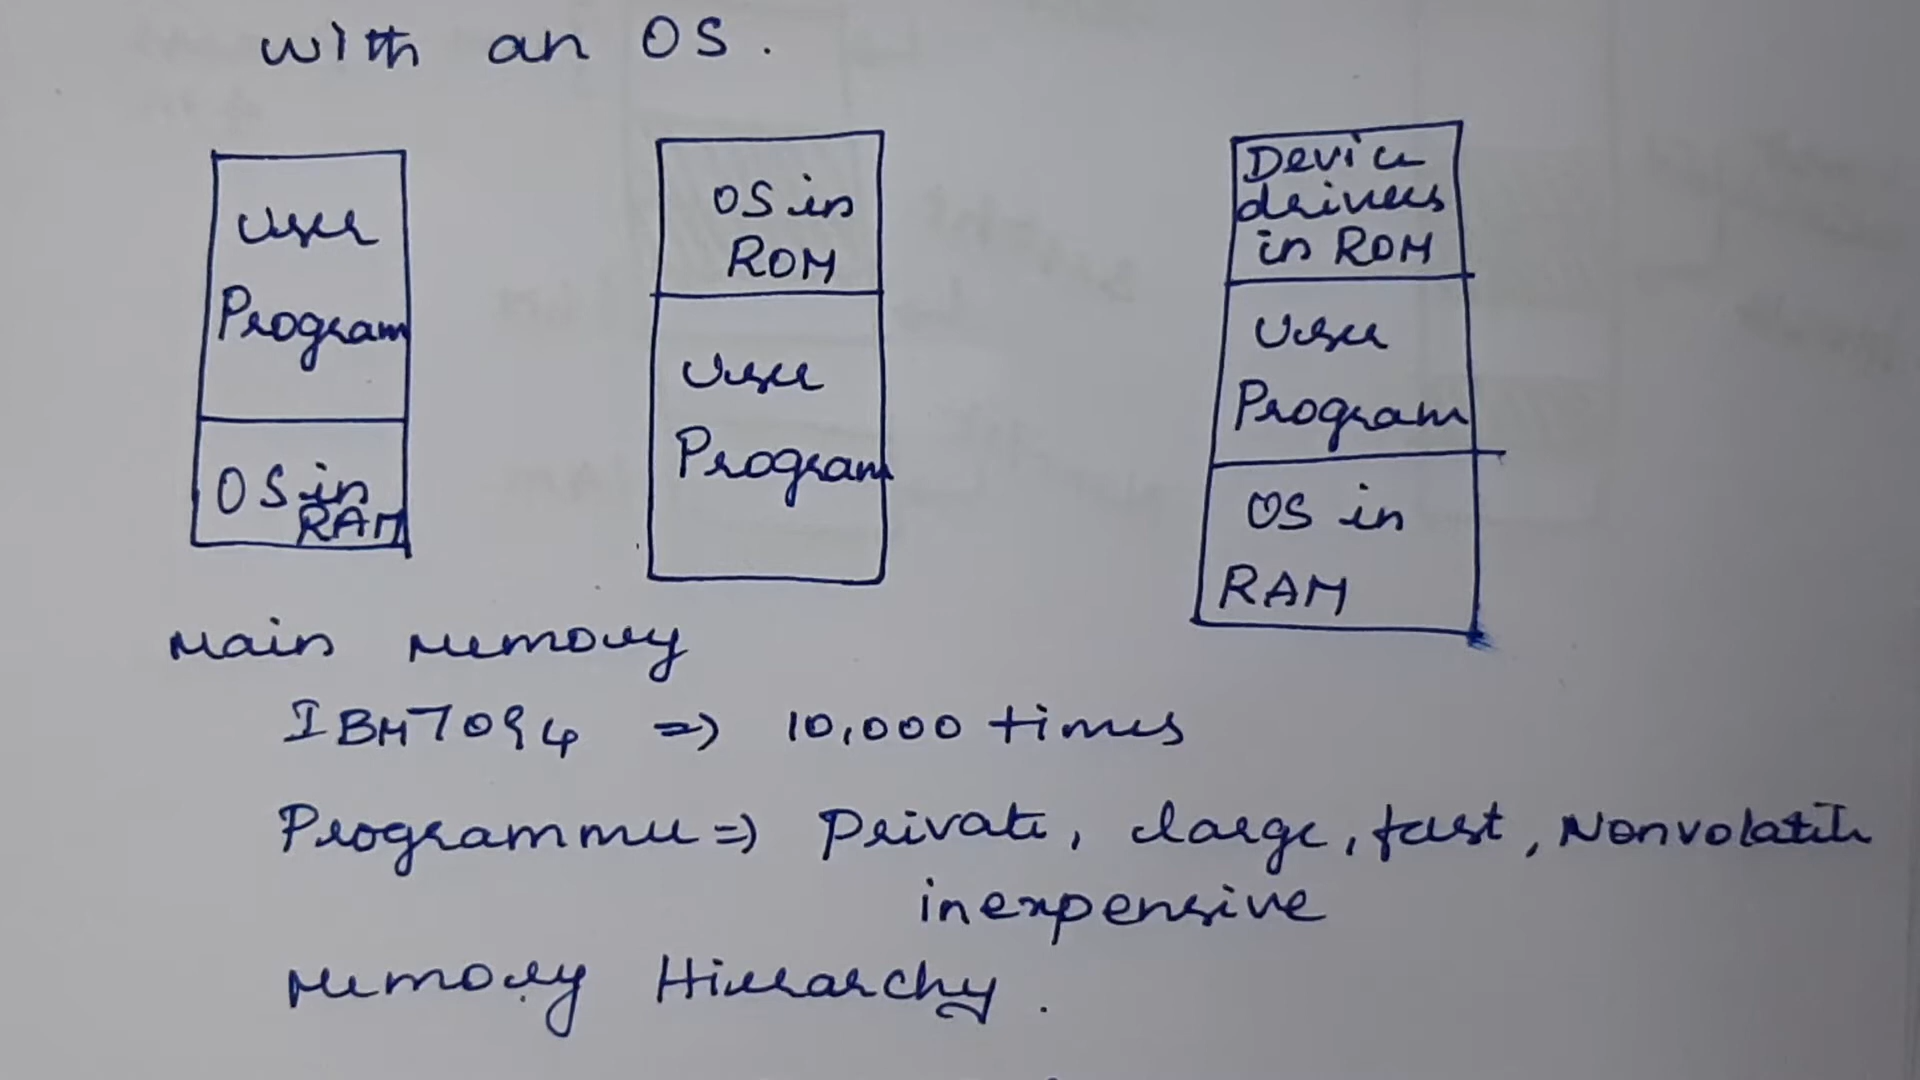 with an OS.
User
Program
OS in
RAM
OS in
ROM
User
Program
Device
drivers
in ROM
User
Program
OS in
RAM
Main Memory
IBM7094 => 10,000 times
Programmer => Private, large, fast, Nonvolatile
inexpensive
Memory Hierarchy.